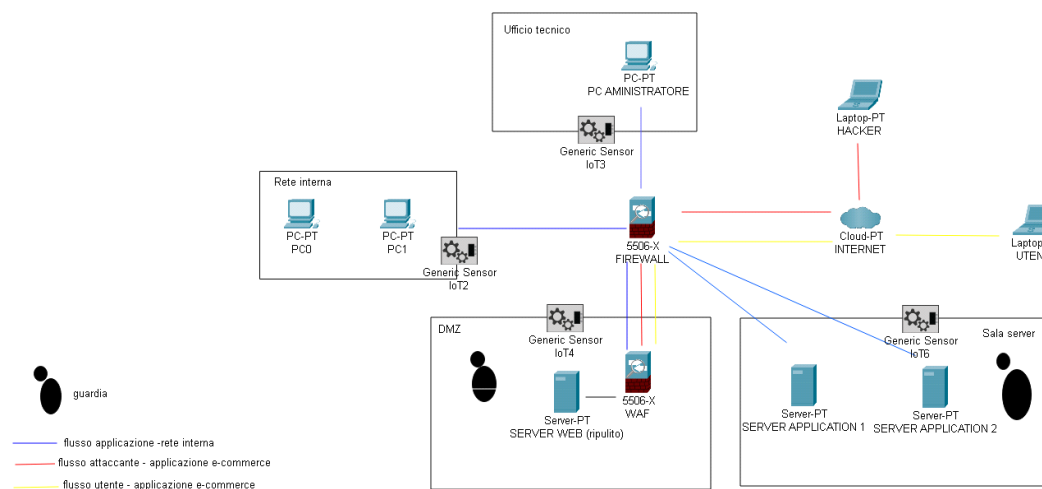 Ufficio tecnico
PC-PT
PC AMINISTRATORE
Generic Sensor
IoT3
Laptop-PT
HACKER
Rete interna
PC-PT
PC0
PC-PT
PC1
Generic Sensor
IoT2
5506-X
FIREWALL
Cloud-PT
INTERNET
Laptop-
UTEN
DMZ
Generic Sensor
IoT4
Server-PT
SERVER WEB (ripulito)
5506-X
WAF
Sala server
Generic Sensor
IoT6
Server-PT
SERVER APPLICATION 1
Server-PT
SERVER APPLICATION 2
guardia
flusso applicazione -rete interna
flusso attaccante - applicazione e-commerce
flusso utente - applicazione e-commerce